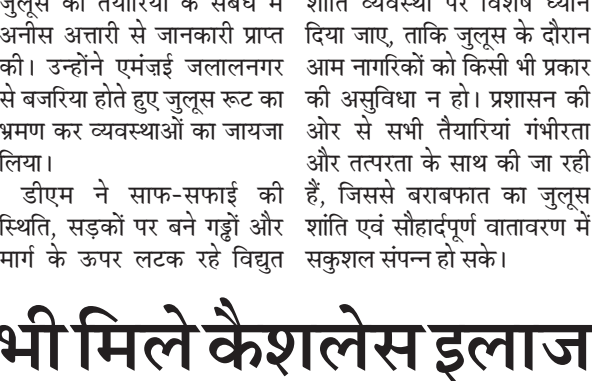 जुलूस की तैयारियों के संबंध में
अनीस अत्तारी से जानकारी प्राप्त
की। उन्होंने एमंज़ई जलालनगर
से बजरिया होते हुए जुलूस रूट का
भ्रमण कर व्यवस्थाओं का जायजा
लिया।
डीएम ने साफ-सफाई की
स्थिति, सड़कों पर बने गड्ढों और
मार्ग के ऊपर लटक रहे विद्युत
शांति व्यवस्था पर विशेष ध्यान
दिया जाए, ताकि जुलूस के दौरान
आम नागरिकों को किसी भी प्रकार
की असुविधा न हो। प्रशासन की
ओर से सभी तैयारियां गंभीरता
और तत्परता के साथ की जा रही
हैं, जिससे बाराबफात का जुलूस
शांति एवं सौहार्दपूर्ण वातावरण में
सकुशल संपन्न हो सके।
भी मिले कैशलेस इलाज